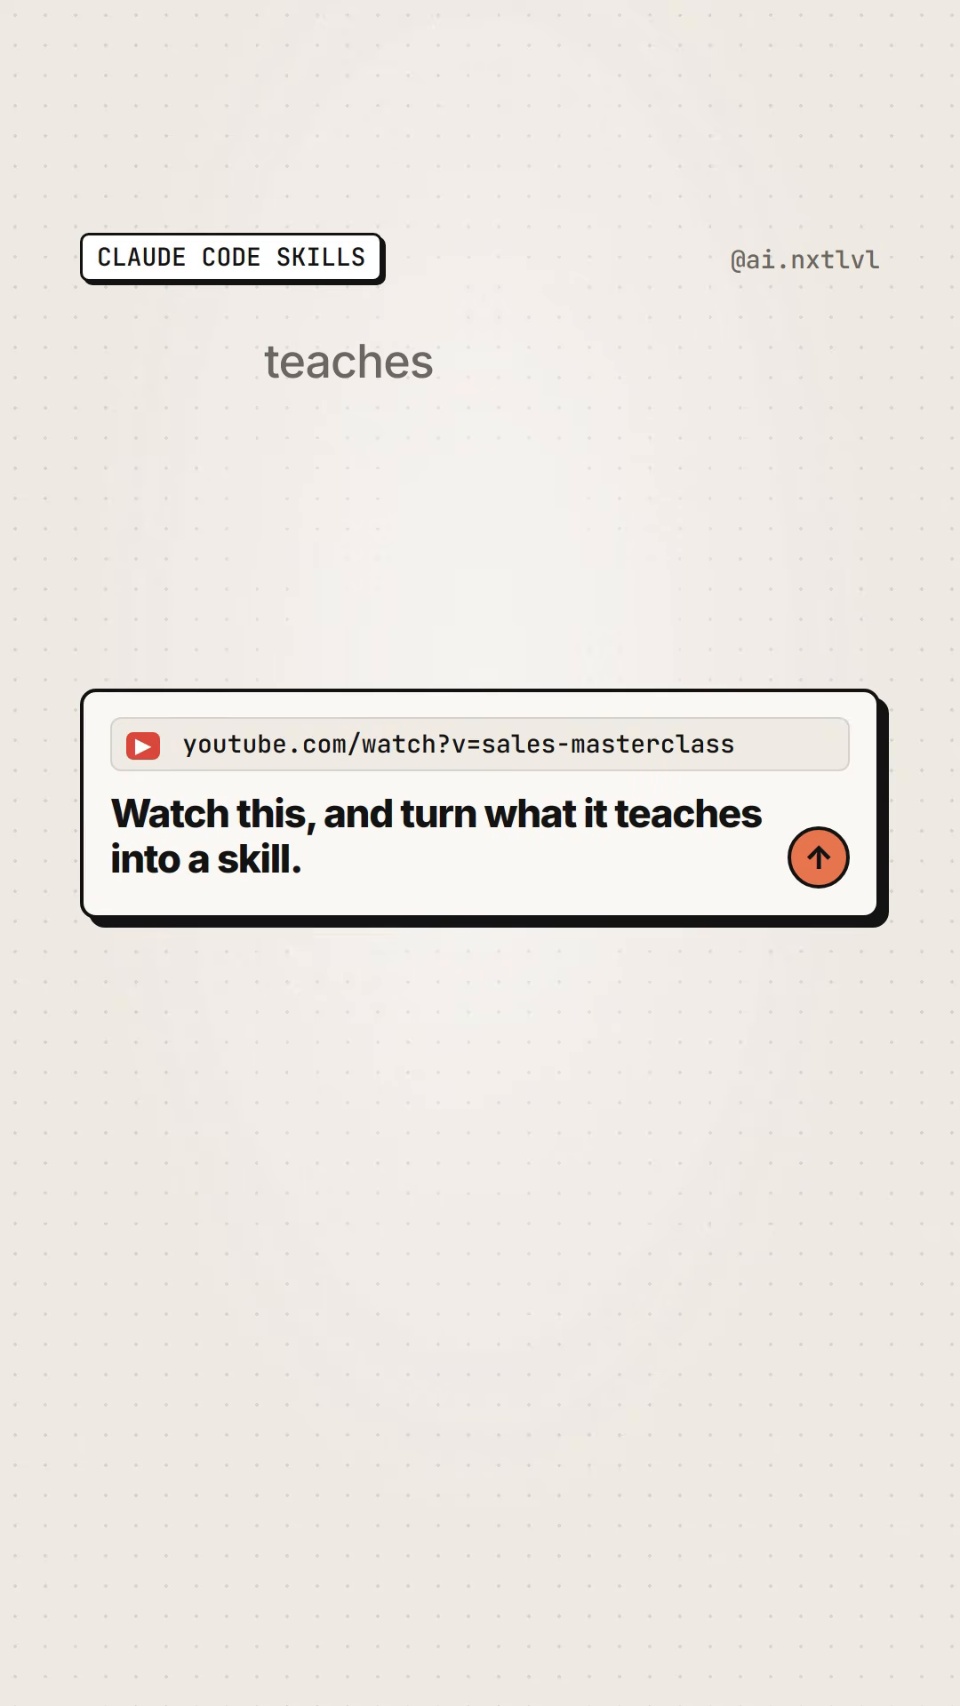 CLAUDE CODE SKILLS
@ai.nxtlvl
teaches
youtube.com/watch?v=sales-masterclass
Watch this, and turn what it teaches
into a skill.